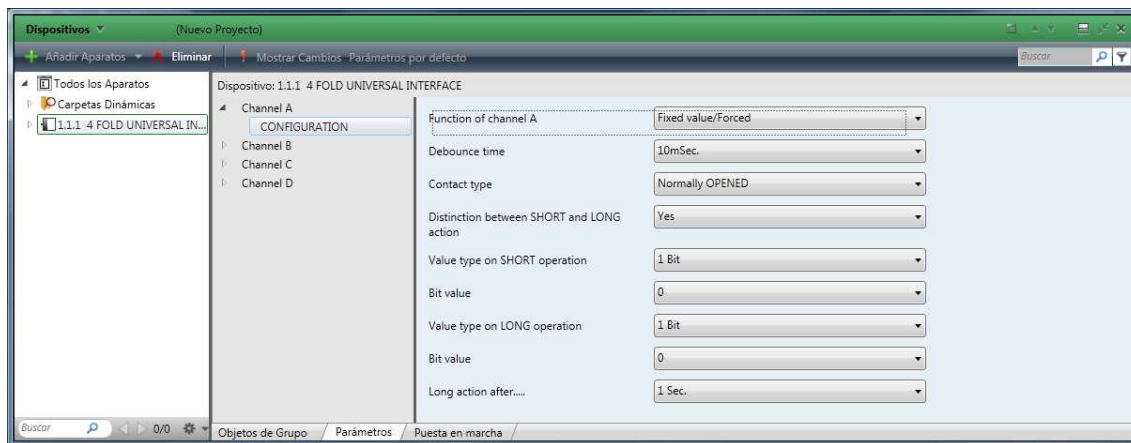 Dispositivos (Nuevo Proyecto)
Añadir Aparatos Eliminar Mostrar Cambios Parámetros por defecto Buscar
Todos los Aparatos
Carpetas Dinámicas
1.1.1 4 FOLD UNIVERSAL IN...
Dispositivo: 1.1.1 4 FOLD UNIVERSAL INTERFACE
Channel A
CONFIGURATION
Channel B
Channel C
Channel D
Function of channel A Fixed value/Forced
Debounce time 10mSec.
Contact type Normally OPENED
Distinction between SHORT and LONG
action Yes
Value type on SHORT operation 1 Bit
Bit value 0
Value type on LONG operation 1 Bit
Bit value 0
Long action after..... 1 Sec.
Buscar 0/0
Objetos de Grupo Parámetros Puesta en marcha